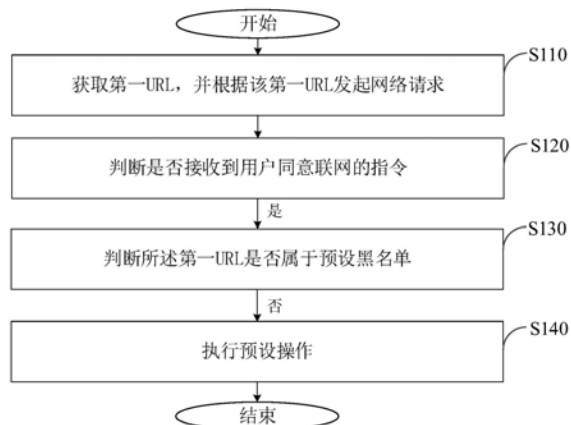 开始
S110
获取第一URL，并根据该第一URL发起网络请求
S120
判断是否接收到用户同意联网的指令
是
S130
判断所述第一URL是否属于预设黑名单
否
S140
执行预设操作
结束